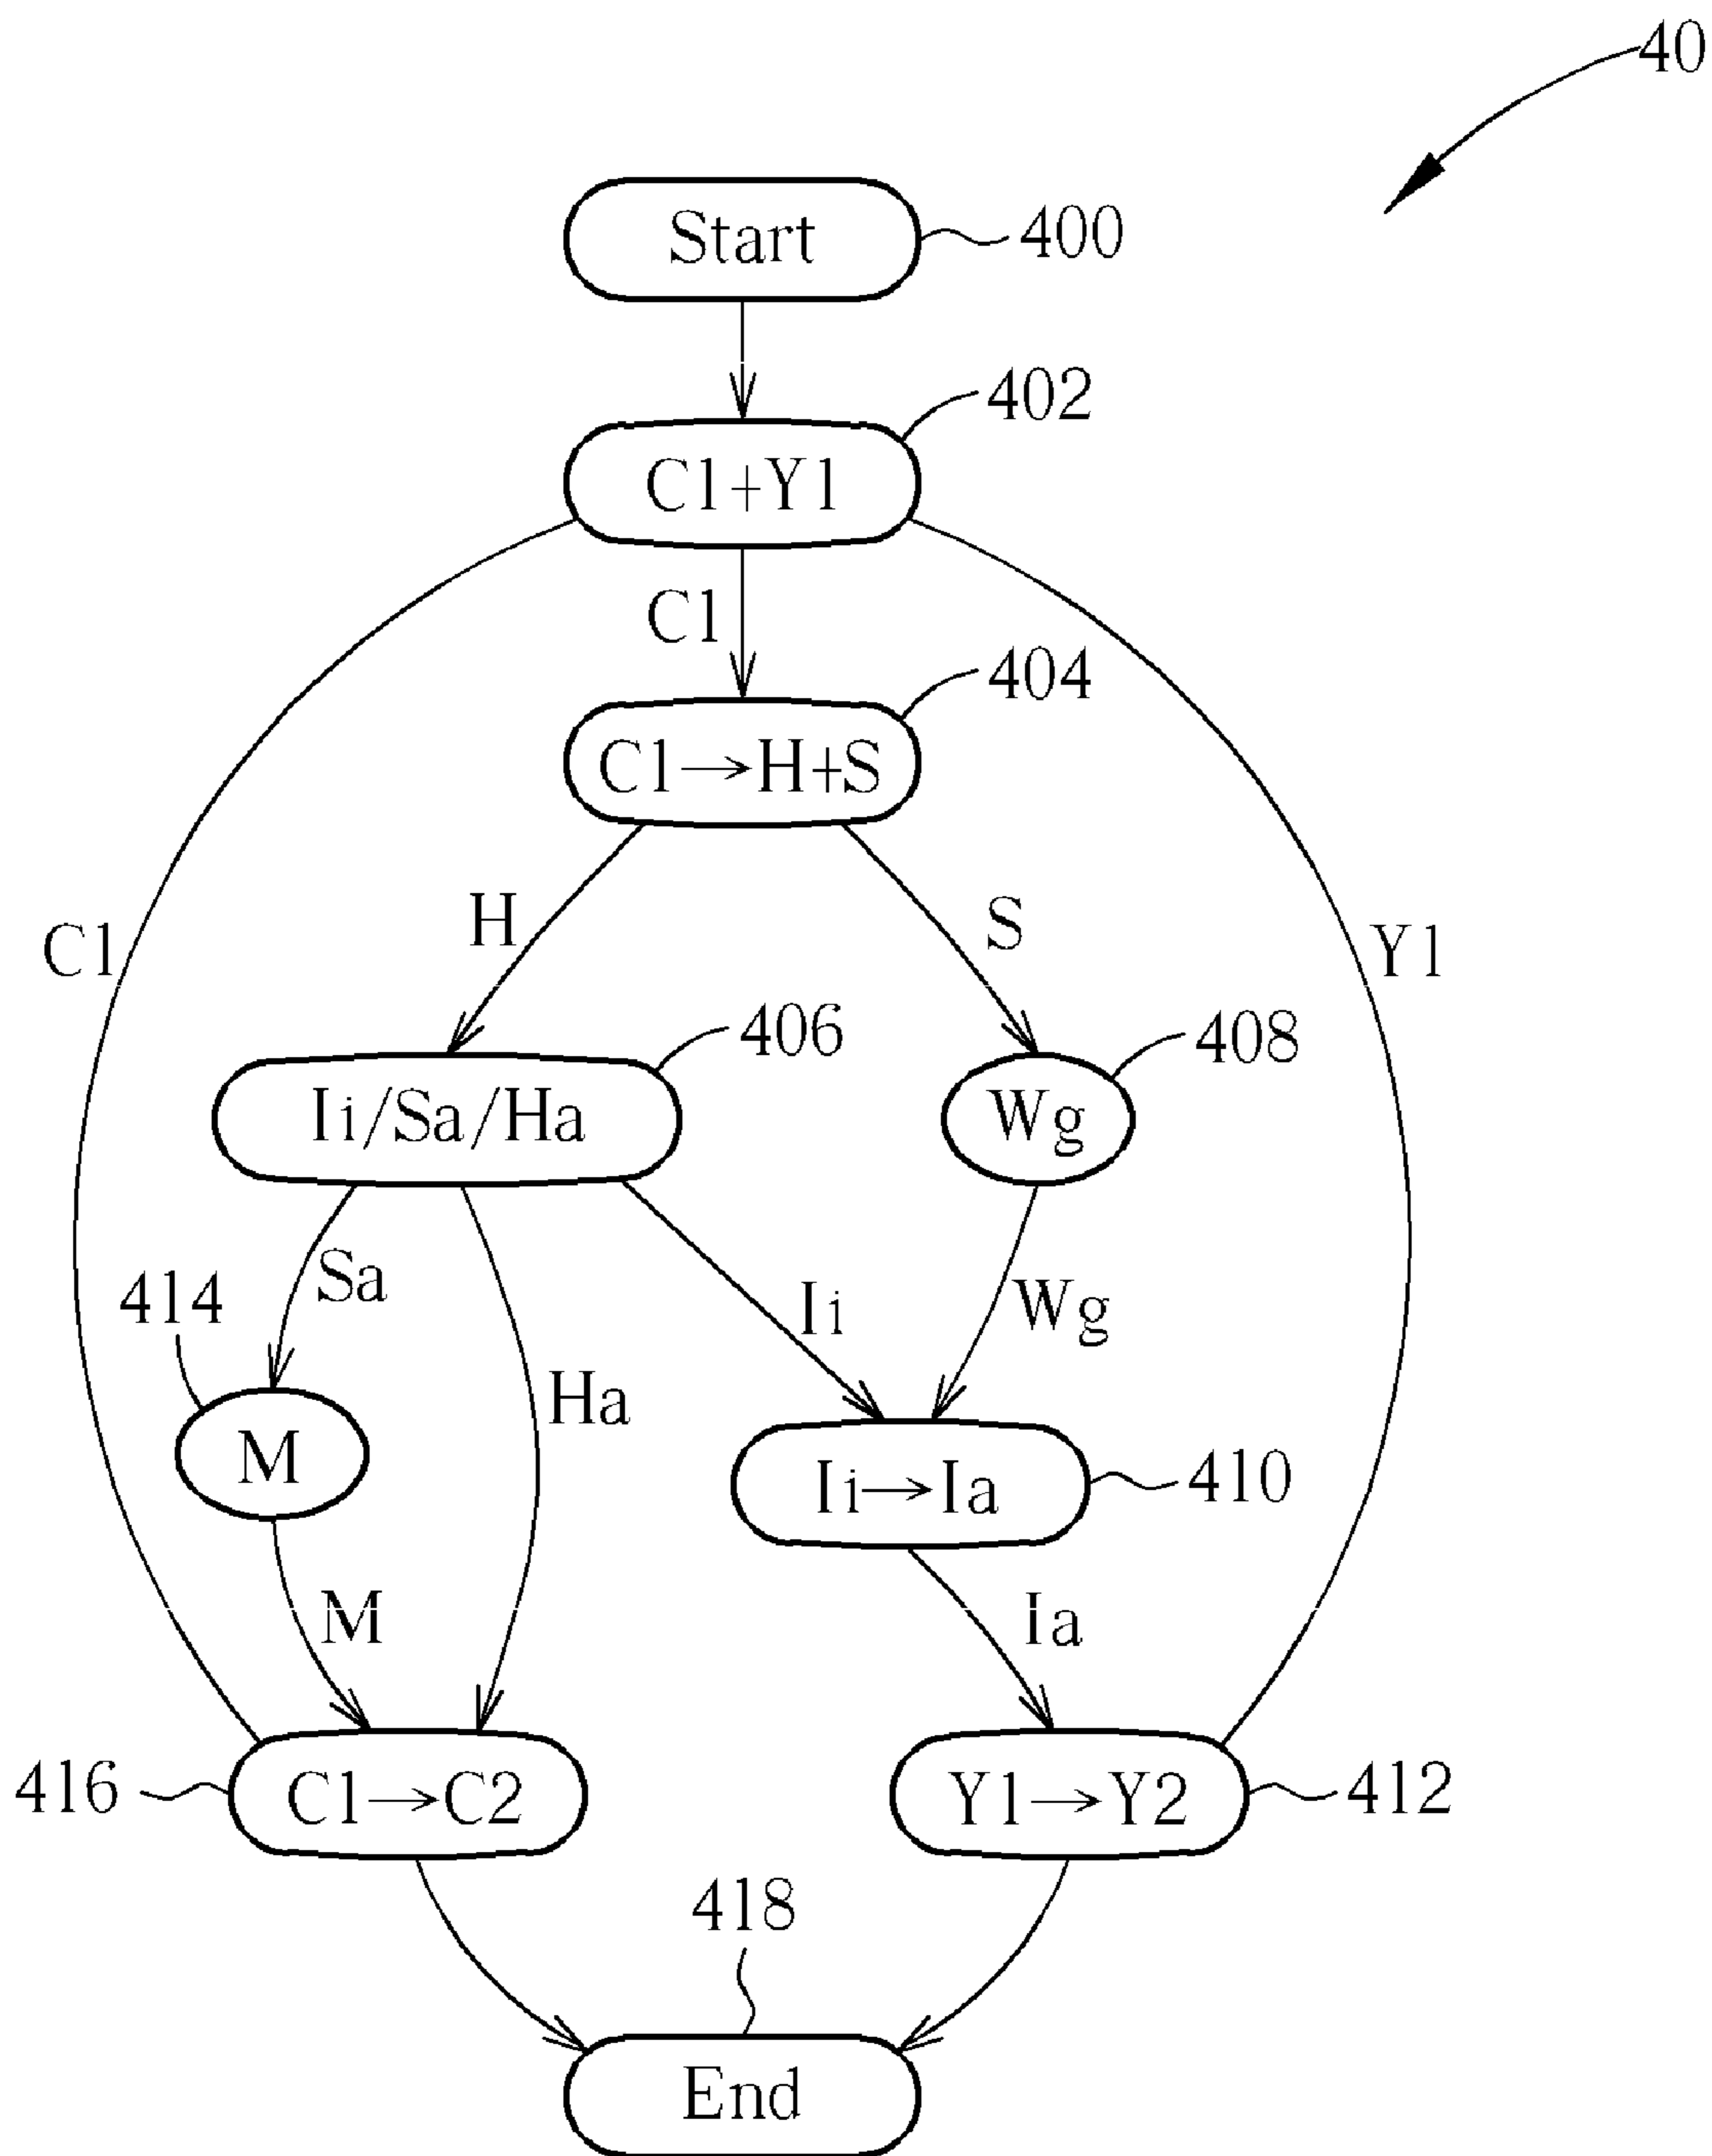 40
Start
400
402
C1+Y1
C1
404
C1→H+S
H
S
C1
Y1
406
408
Ii/Sa/Ha
Wg
Sa
414
Ii
Wg
Ha
M
Ii→Ia
410
M
Ia
416
C1→C2
Y1→Y2
412
418
End